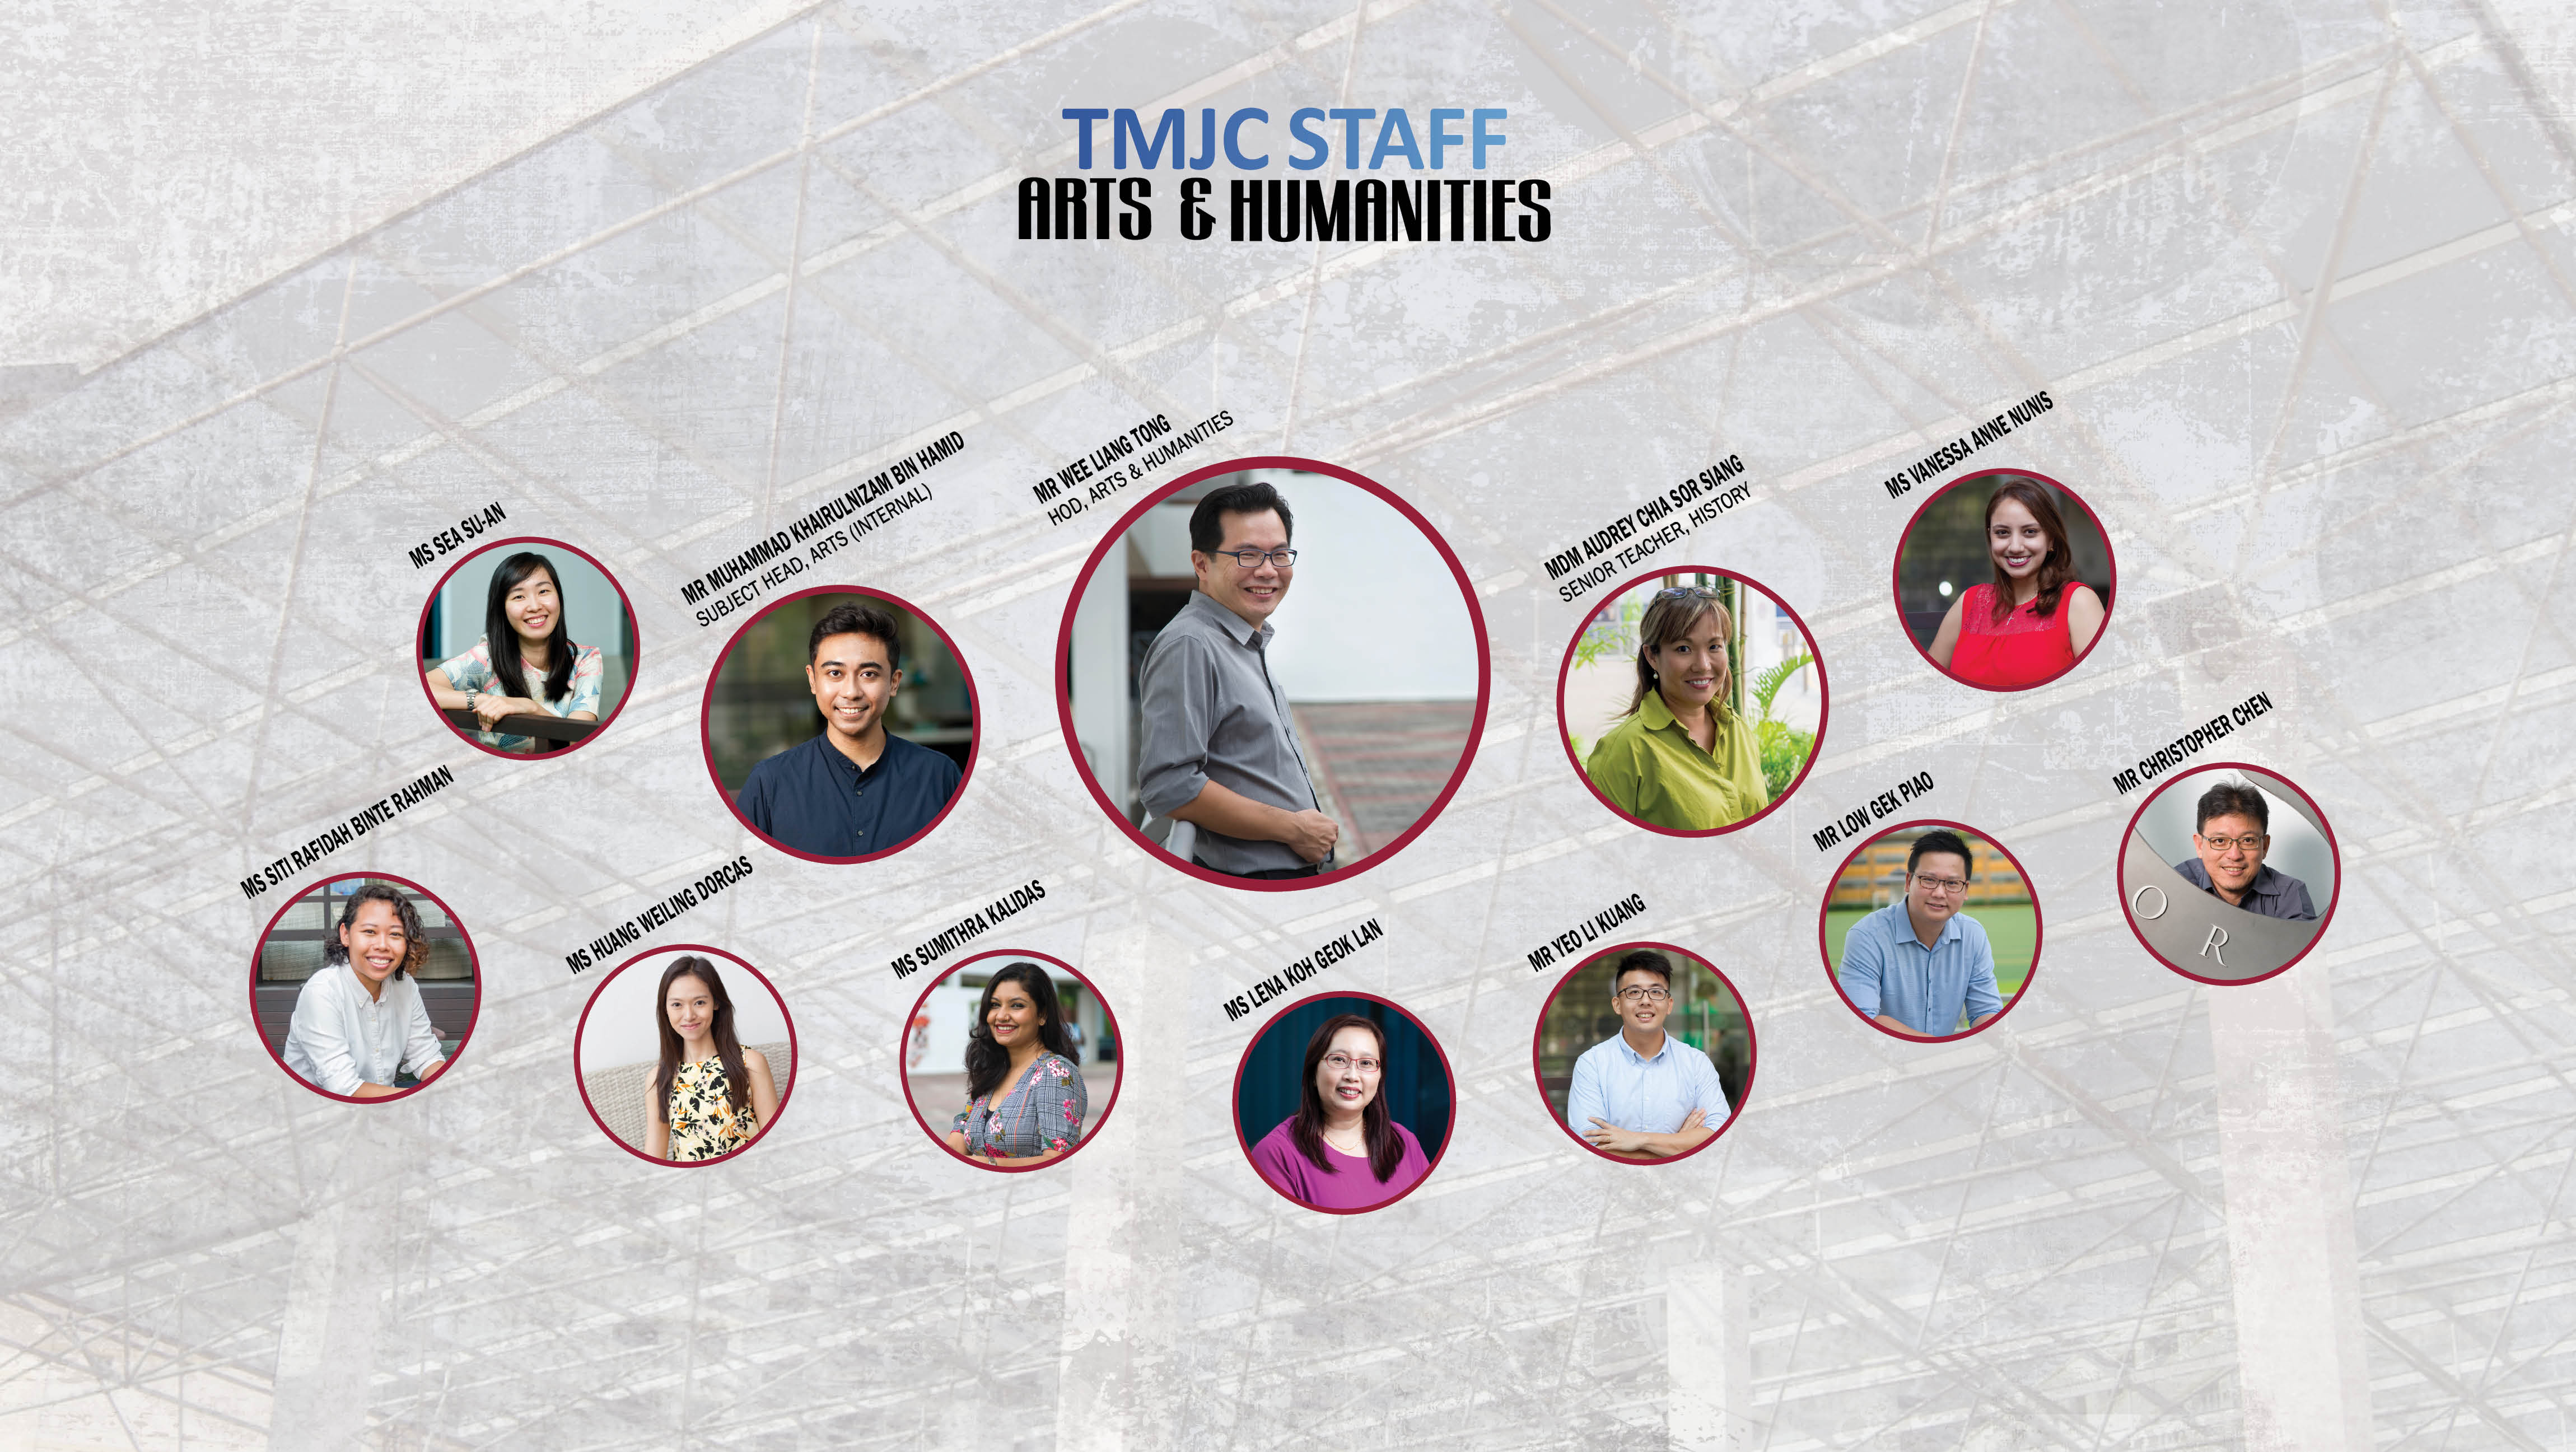 TMJC STAFF
ARTS & HUMANITIES
MS SEA SU-AN
MR MUHAMMAD KHAIRULNIZAM BIN HAMID
SUBJECT HEAD, ARTS (INTERNAL)
MR WEE LIANG TONG
HOD, ARTS & HUMANITIES
MDM AUDREY CHIA SOR SIANG
SENIOR TEACHER, HISTORY
MS VANESSA ANNE NUNIS
MS SITI RAFIDAH BINTE RAHMAN
MS HUANG WEILING DORCAS
MS SUMITHRA KALIDAS
MS LENA KOH GEOK LAN
MR YEO LI KUANG
MR LOW GEK PIAO
MR CHRISTOPHER CHEN
O R